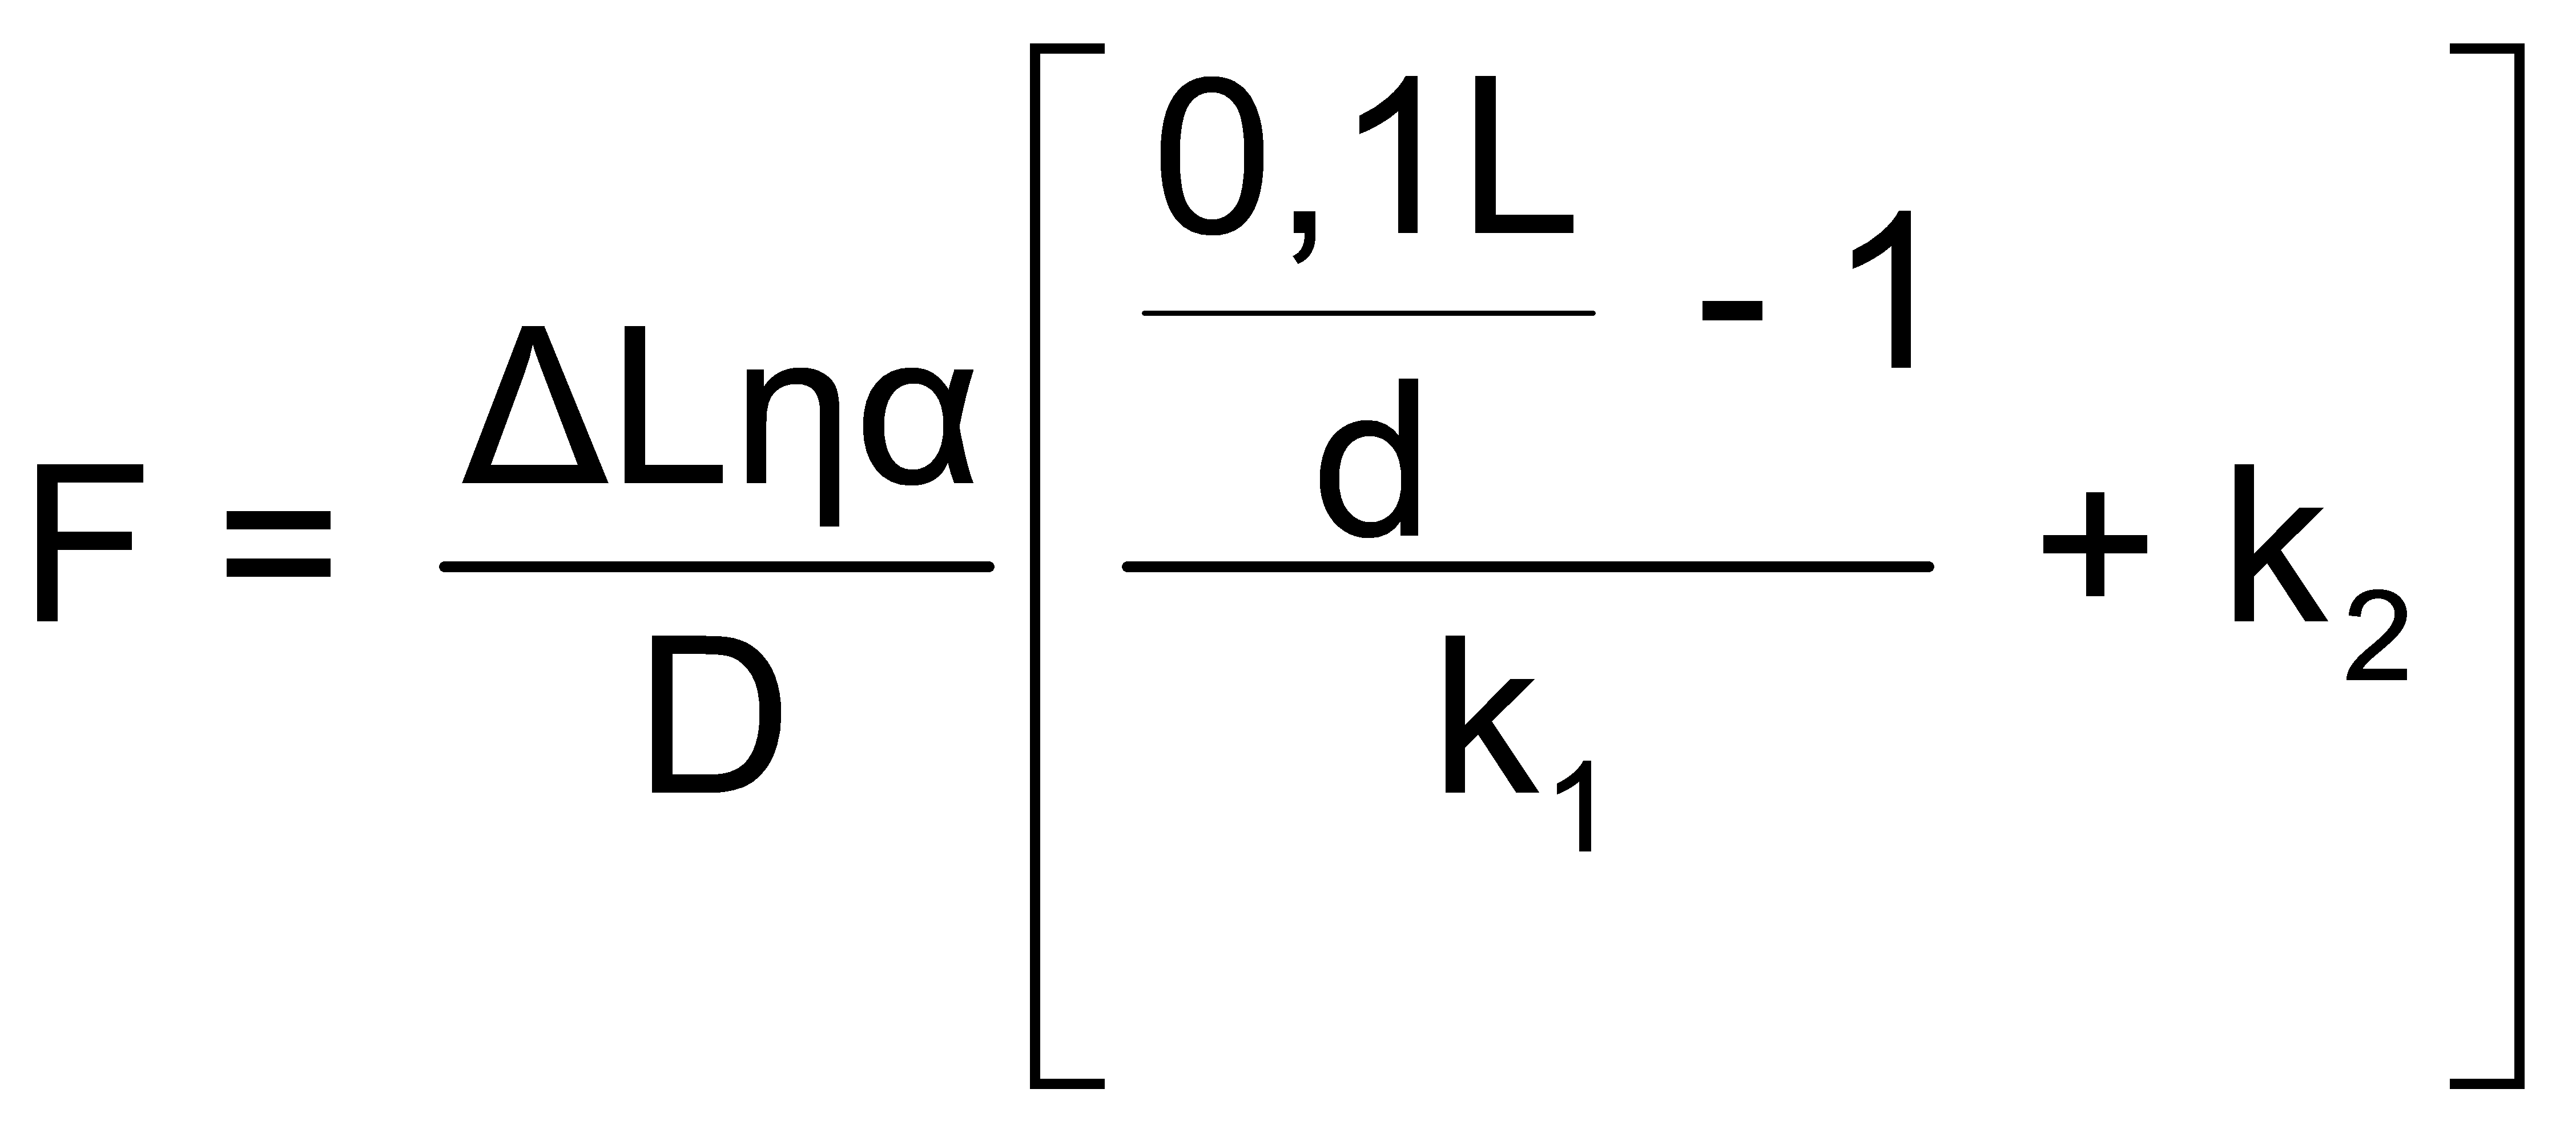 F = ΔLηα / D [ (0,1L / d - 1) / k₁ + k₂ ]